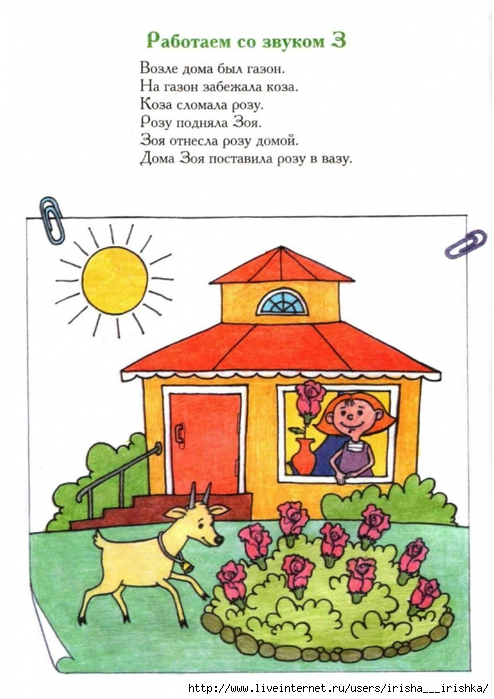 Работаем со звуком З
Возле дома был газон.
На газон забежала коза.
Коза сломала розу.
Розу подняла Зоя.
Зоя отнесла розу домой.
Дома Зоя поставила розу в вазу.
http://www.liveinternet.ru/users/irisha___irishka/